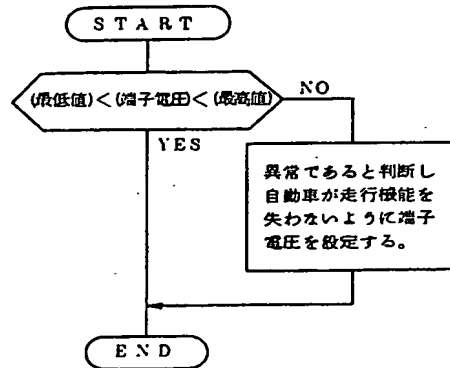 START
(最低値)<(端子電圧)<(最高値)
NO
YES
異常であると判断し
自動車が走行機能を
失わないように端子
電圧を設定する。
END